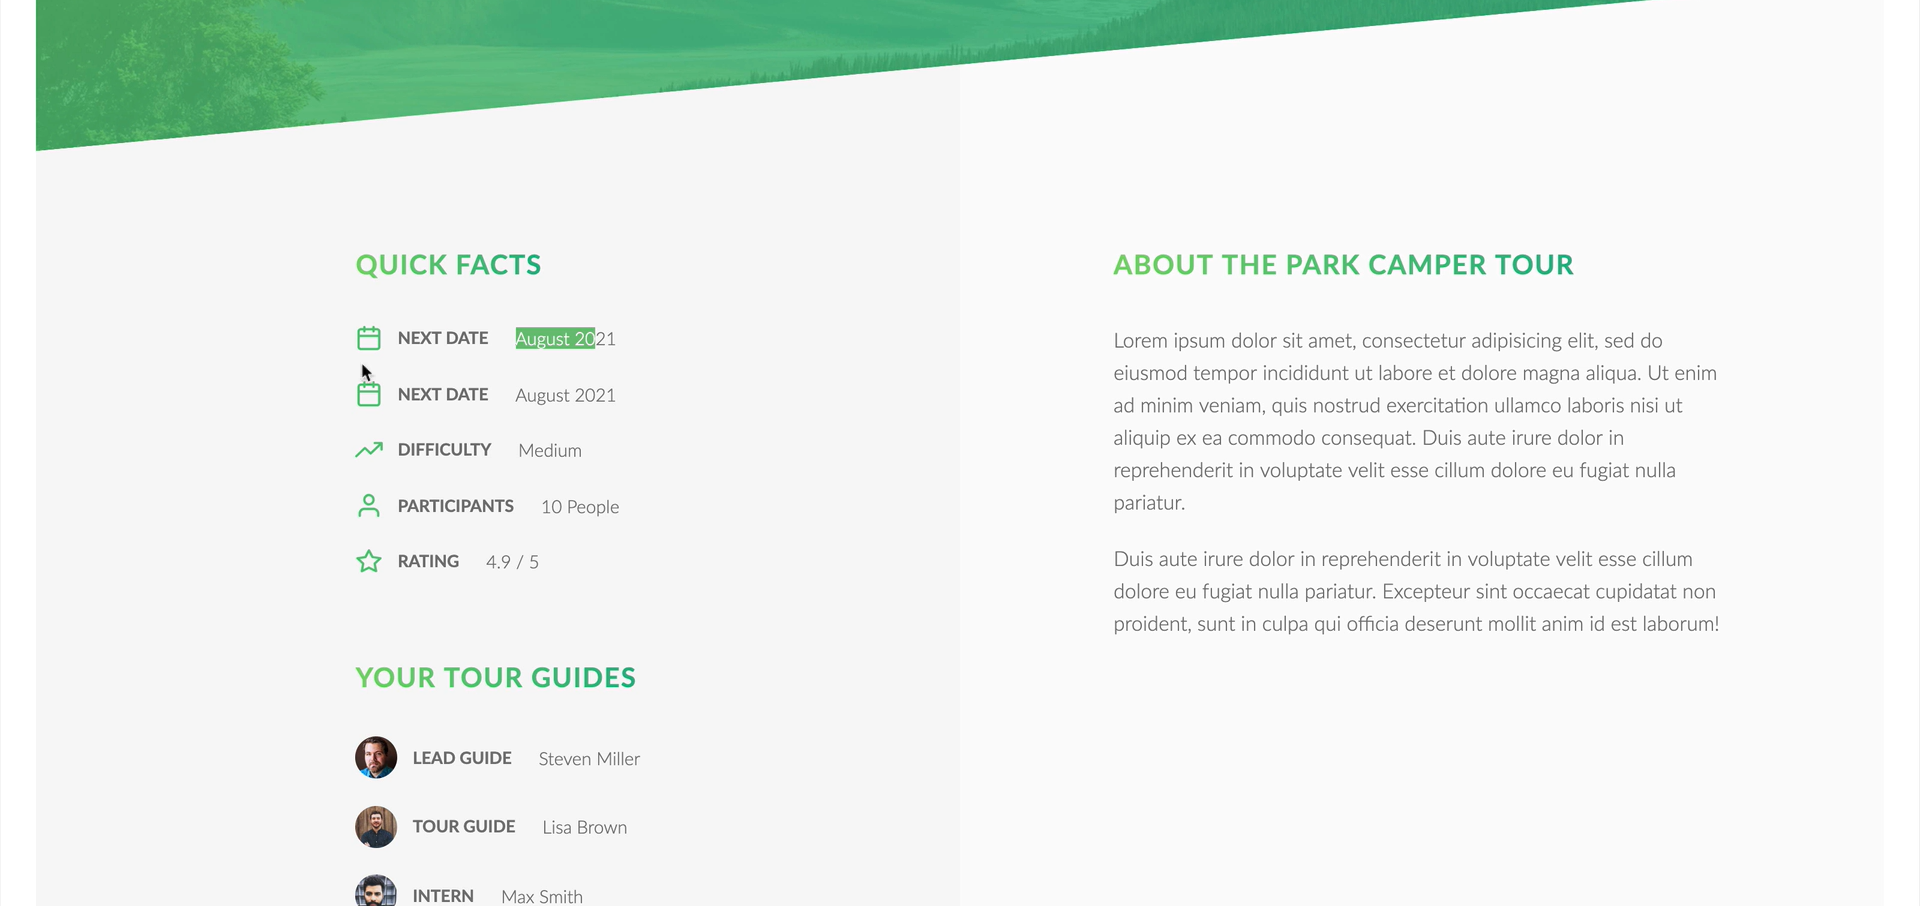 QUICK FACTS
NEXT DATE August 2021
NEXT DATE August 2021
DIFFICULTY Medium
PARTICIPANTS 10 People
RATING 4.9 / 5
YOUR TOUR GUIDES
LEAD GUIDE Steven Miller
TOUR GUIDE Lisa Brown
INTERN Max Smith
ABOUT THE PARK CAMPER TOUR
Lorem ipsum dolor sit amet, consectetur adipisicing elit, sed do
eiusmod tempor incididunt ut labore et dolore magna aliqua. Ut enim
ad minim veniam, quis nostrud exercitation ullamco laboris nisi ut
aliquip ex ea commodo consequat. Duis aute irure dolor in
reprehenderit in voluptate velit esse cillum dolore eu fugiat nulla
pariatur.
Duis aute irure dolor in reprehenderit in voluptate velit esse cillum
dolore eu fugiat nulla pariatur. Excepteur sint occaecat cupidatat non
proident, sunt in culpa qui officia deserunt mollit anim id est laborum!